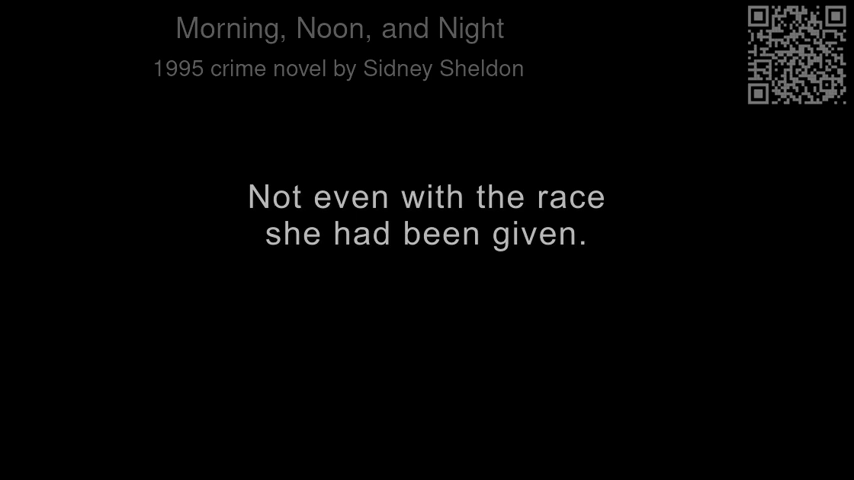 Morning, Noon, and Night
1995 crime novel by Sidney Sheldon
Not even with the race
she had been given.